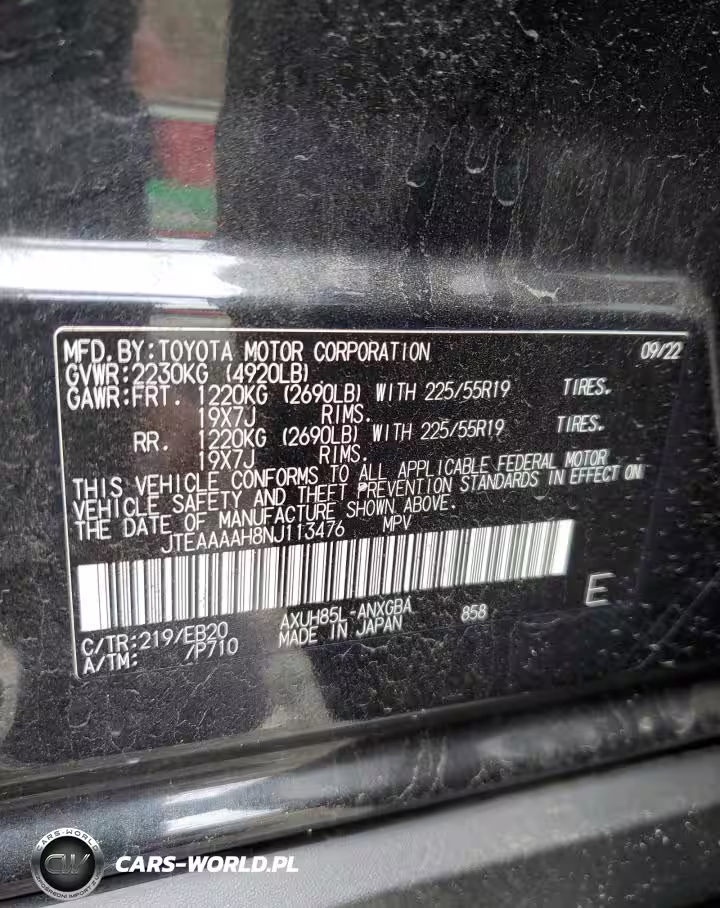 MFD.BY:TOYOTA MOTOR CORPORATION 09/22
GVWR:2230KG (4920LB)
GAWR:FRT. 1220KG (2690LB) WITH 225/55R19 TIRES.
19X7J RIMS.
RR. 1220KG (2690LB) WITH 225/55R19 TIRES.
19X7J RIMS.
THIS VEHICLE CONFORMS TO ALL APPLICABLE FEDERAL MOTOR
VEHICLE SAFETY AND THEFT PREVENTION STANDARDS IN EFFECT ON
THE DATE OF MANUFACTURE SHOWN ABOVE.
JTEAAAAH8NJ113476 MPV
E
C/TR:219/EB20 AXUH85L-ANXGBA 858
A/TM: /P710 MADE IN JAPAN
CARS-WORLD
CARS-WORLD.PL